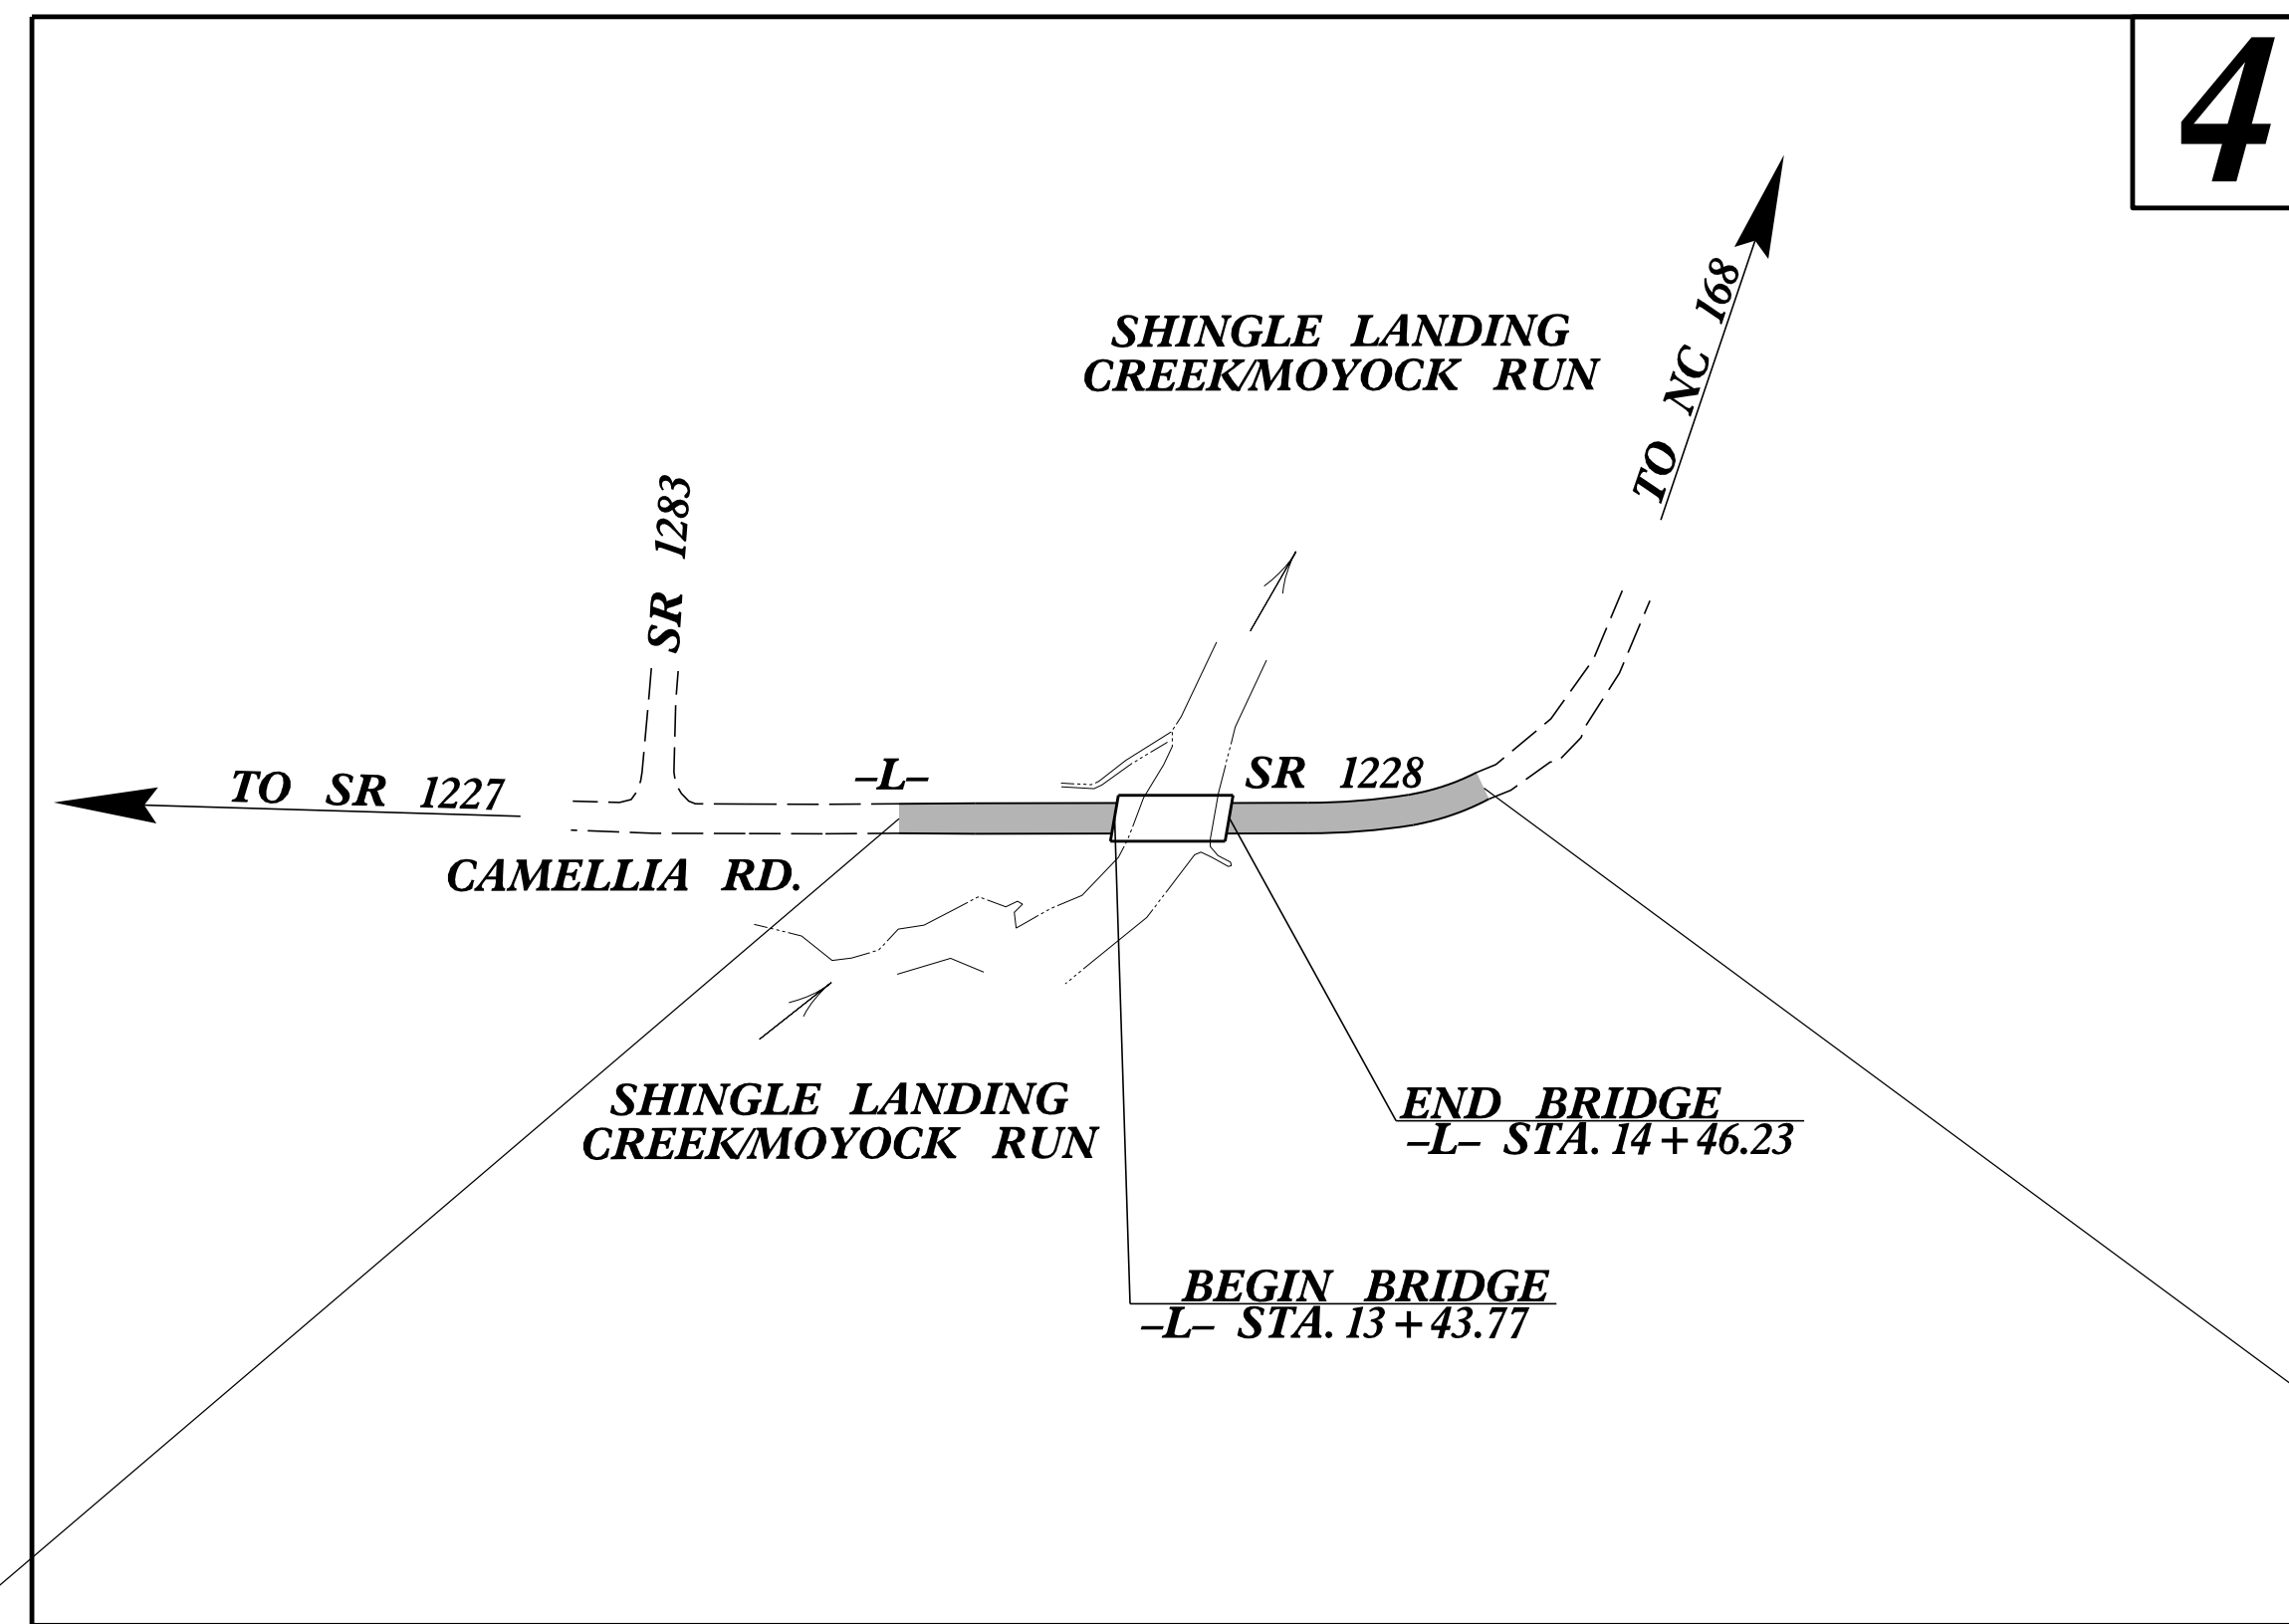 4
TO NC 168
SHINGLE LANDING
CREEK/MOYOCK RUN
SR 1283
–L–
SR 1228
TO SR 1227
CAMELLIA RD.
SHINGLE LANDING
CREEK/MOYOCK RUN
END BRIDGE
–L– STA. 14+46.23
BEGIN BRIDGE
–L– STA. 13+43.77